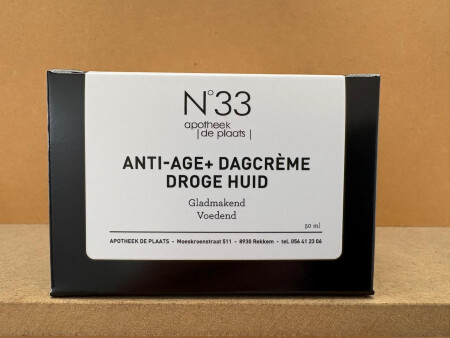 N°33
apotheek
|de plaats|
ANTI-AGE+ DAGCRÈME
DROGE HUID
Gladmakend
Voedend
50 ml
APOTHEEK DE PLAATS - Moeskroenstraat 511 - 8930 Rekkem - tel. 056 41 23 06